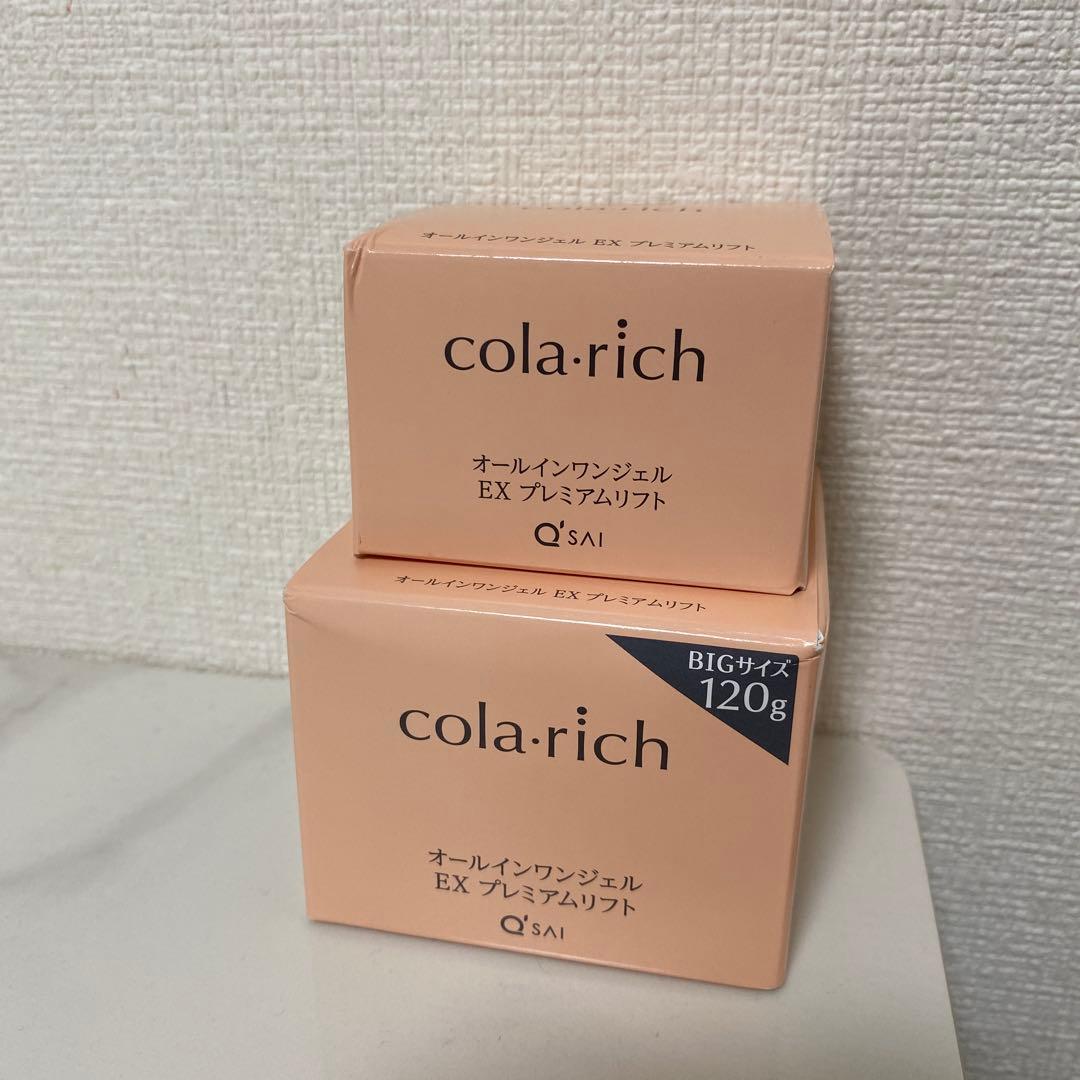 cola·rich
オールインワンジェル EX プレミアムリフト
cola·rich
オールインワンジェル
EX プレミアムリフト
Q'SAI
オールインワンジェル EX プレミアムリフト
BIGサイズ
120g
cola·rich
オールインワンジェル
EX プレミアムリフト
Q'SAI